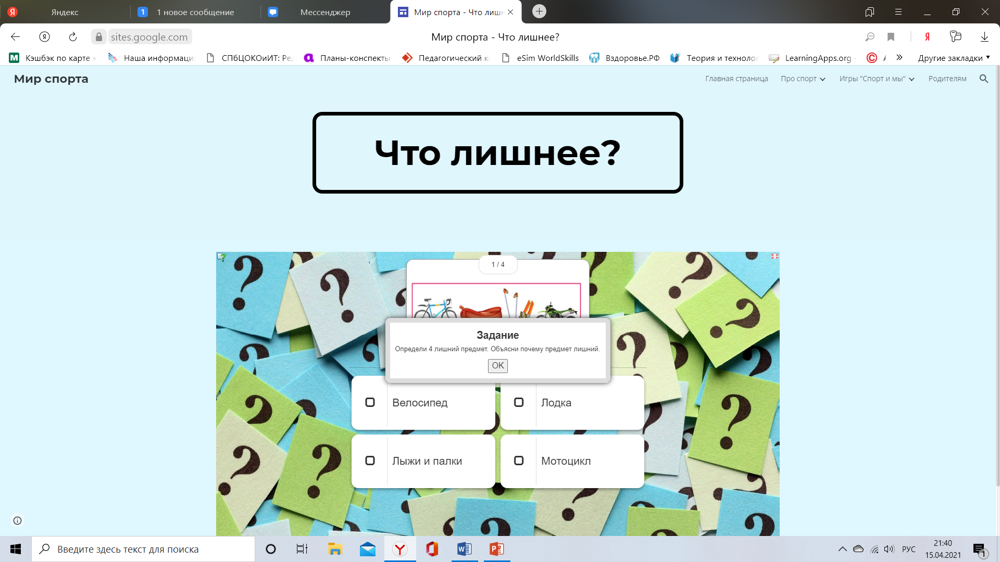 Яндекс
1 1 новое сообщение
Мессенджер
Мир спорта - Что лиш
sites.google.com
Мир спорта - Что лишнее?
Кэшбэк по карте «
Наша информаци
СПбЦОКОиИТ: Ре
Планы-конспекты
Педагогический к
eSim WorldSkills
Вздоровье.РФ
Теория и техноло
LearningApps.org -
Другие закладки
Мир спорта
Главная страница
Про спорт
Игры "Спорт и мы"
Родителям
Что лишнее?
1 / 4
Задание
Определи 4 лишний предмет. Объясни почему предмет лишний.
OK
Велосипед
Лодка
Лыжи и палки
Мотоцикл
Введите здесь текст для поиска
РУС
21:40
15.04.2021
1